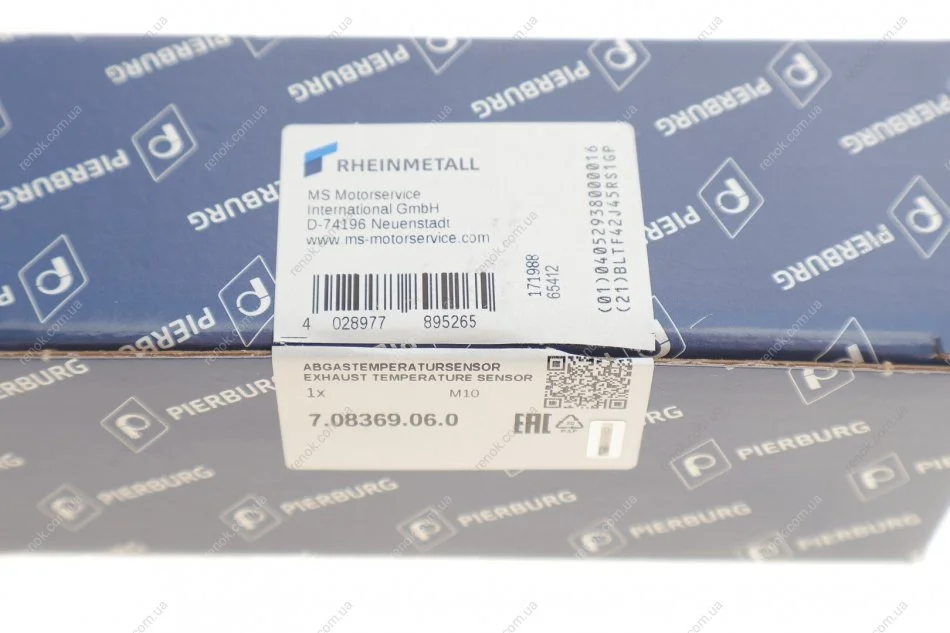 PIERBURG
RHEINMETALL
MS Motorservice
International GmbH
D-74196 Neuenstadt
www.ms-motorservice.com
4 028977 895265
171988
65412
(01)04052938000016
(21)BLTF42J45RS1GP
ABGASTEMPERATURSENSOR
EXHAUST TEMPERATURE SENSOR
1x M10
7.08369.06.0
EAC
PAP
renok.com.ua